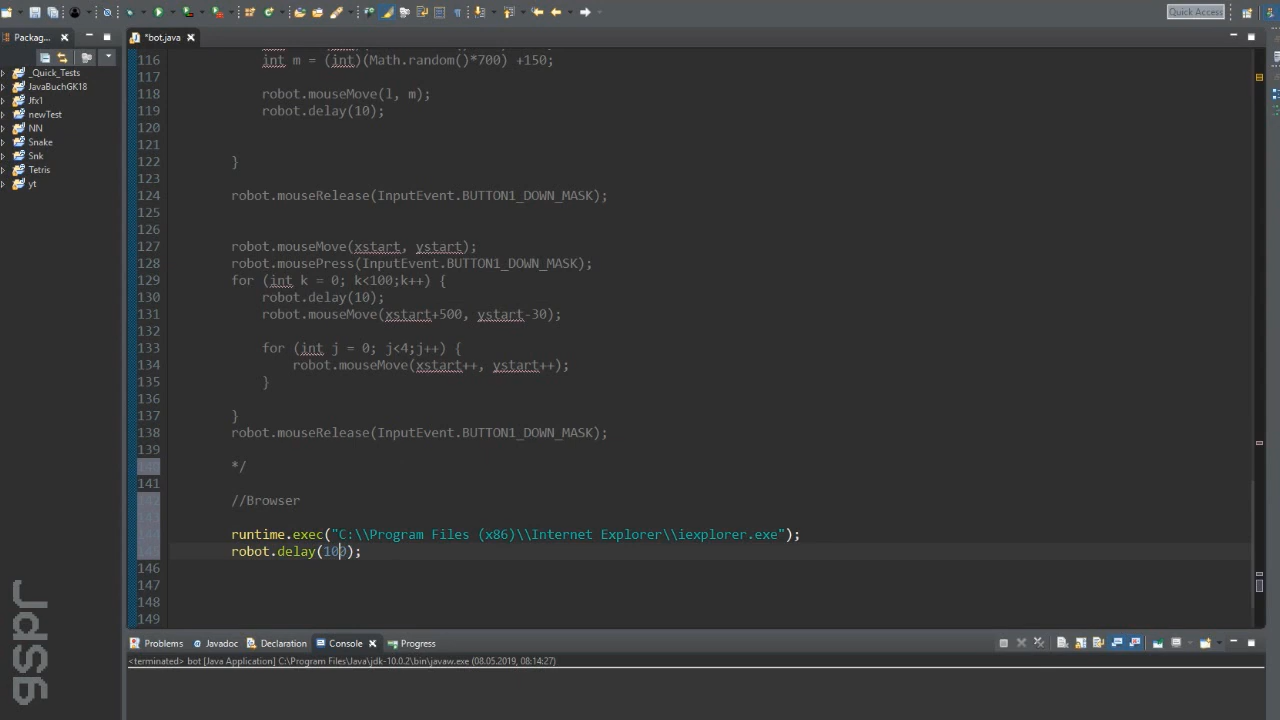 Quick Access
Packag...
*bot.java
_Quick_Tests
JavaBuchGK18
Jfx1
newTest
NN
Snake
Snk
Tetris
yt
116 int m = (int)(Math.random()*700) +150;
117
118 robot.mouseMove(l, m);
119 robot.delay(10);
120
121
122 }
123
124 robot.mouseRelease(InputEvent.BUTTON1_DOWN_MASK);
125
126
127 robot.mouseMove(xstart, ystart);
128 robot.mousePress(InputEvent.BUTTON1_DOWN_MASK);
129 for (int k = 0; k<100;k++) {
130 robot.delay(10);
131 robot.mouseMove(xstart+500, ystart-30);
132
133 for (int j = 0; j<4;j++) {
134 robot.mouseMove(xstart++, ystart++);
135 }
136
137 }
138 robot.mouseRelease(InputEvent.BUTTON1_DOWN_MASK);
139
140 */
141
142 //Browser
143
144 runtime.exec("C:\\Program Files (x86)\\Internet Explorer\\iexplorer.exe");
145 robot.delay(100);
146
147
148
149
Problems Javadoc Declaration Console Progress
<terminated> bot [Java Application] C:\Program Files\Java\jdk-10.0.2\bin\javaw.exe (08.05.2019, 08:14:27)